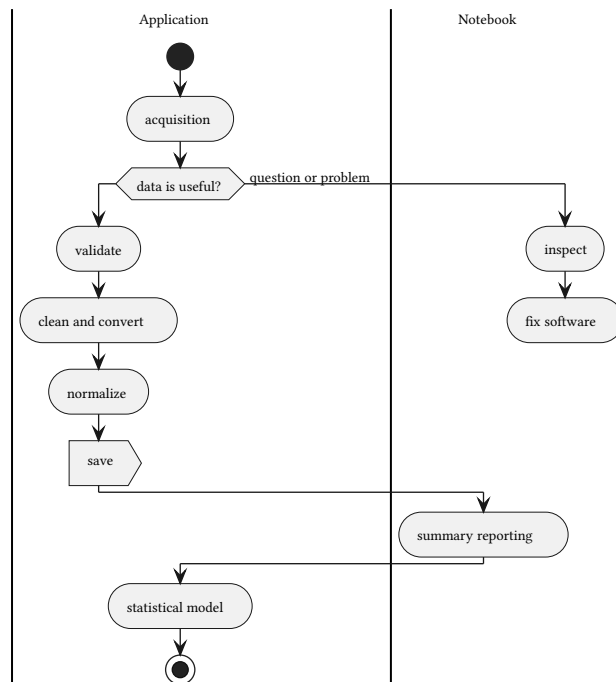 Application
Notebook
acquisition
data is useful?
question or problem
validate
inspect
clean and convert
fix software
normalize
save
summary reporting
statistical model